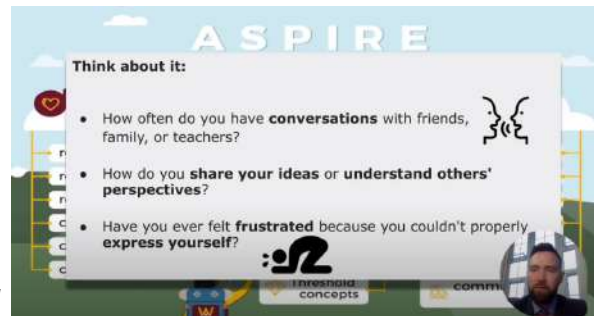 ASPIRE
Think about it:
• How often do you have conversations with friends,
family, or teachers?
• How do you share your ideas or understand others'
perspectives?
• Have you ever felt frustrated because you couldn't properly
express yourself?
Threshold
concepts
comm
W